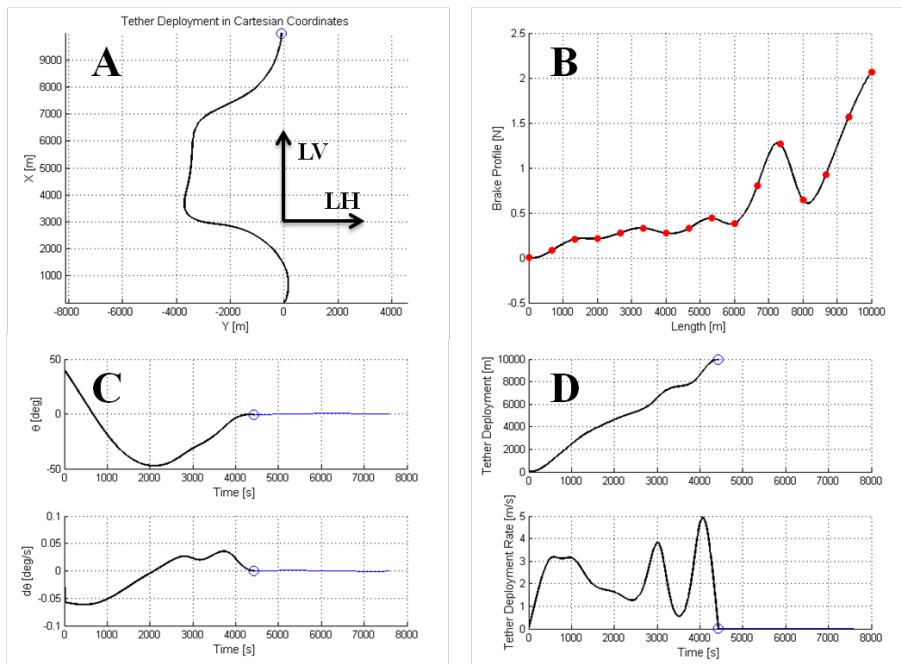 Tether Deployment in Cartesian Coordinates
A
9000
8000
7000
6000
5000
4000
3000
2000
1000
X [m]
LV
LH
-8000 -6000 -4000 -2000 0 2000 4000
Y [m]
B
2.5
2
1.5
1
0.5
0
-0.5
Brake Profile [N]
0 1000 2000 3000 4000 5000 6000 7000 8000 9000 10000
Length [m]
C
50
0
-50
θ [deg]
0 1000 2000 3000 4000 5000 6000 7000 8000
Time [s]
0.1
0.05
0
-0.05
-0.1
dθ [deg/s]
0 1000 2000 3000 4000 5000 6000 7000 8000
Time [s]
D
10000
8000
6000
4000
2000
0
Tether Deployment [m]
0 1000 2000 3000 4000 5000 6000 7000 8000
Time [s]
5
4
3
2
1
0
Tether Deployment Rate [m/s]
0 1000 2000 3000 4000 5000 6000 7000 8000
Time [s]